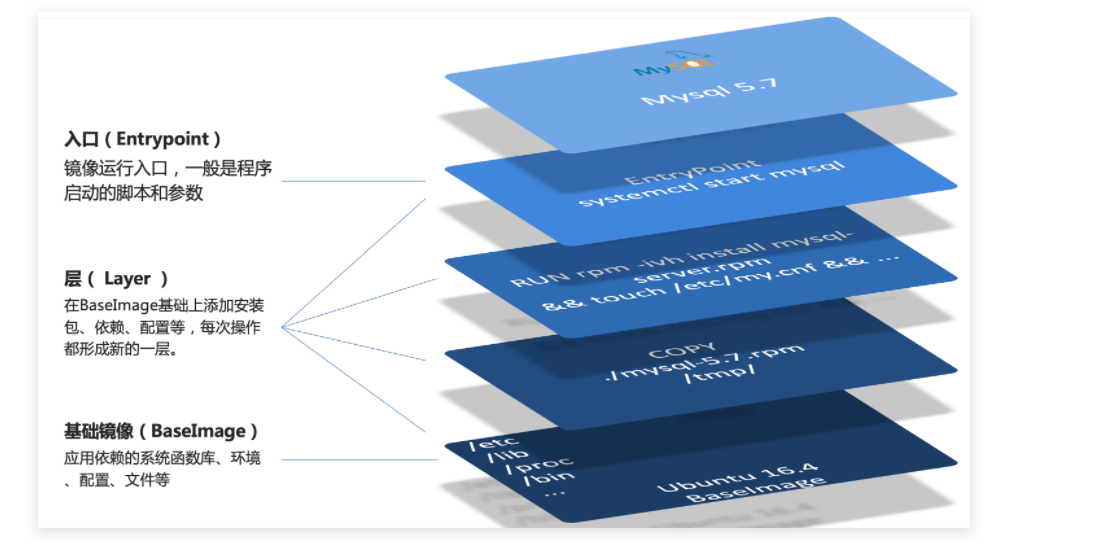 入口（Entrypoint）
镜像运行入口，一般是程序
启动的脚本和参数
层（ Layer ）
在BaseImage基础上添加安装
包、依赖、配置等，每次操作
都形成新的一层。
基础镜像（BaseImage）
应用依赖的系统函数库、环境
、配置、文件等
MySQL
Mysql 5.7
EntryPoint
systemctl start mysql
RUN rpm -ivh install mysql-
server.rpm
&& touch /etc/my.cnf && ...
COPY
./mysql-5.7.rpm
/tmp/
/etc
/lib
/proc
/bin
...
Ubuntu 16.4
BaseImage